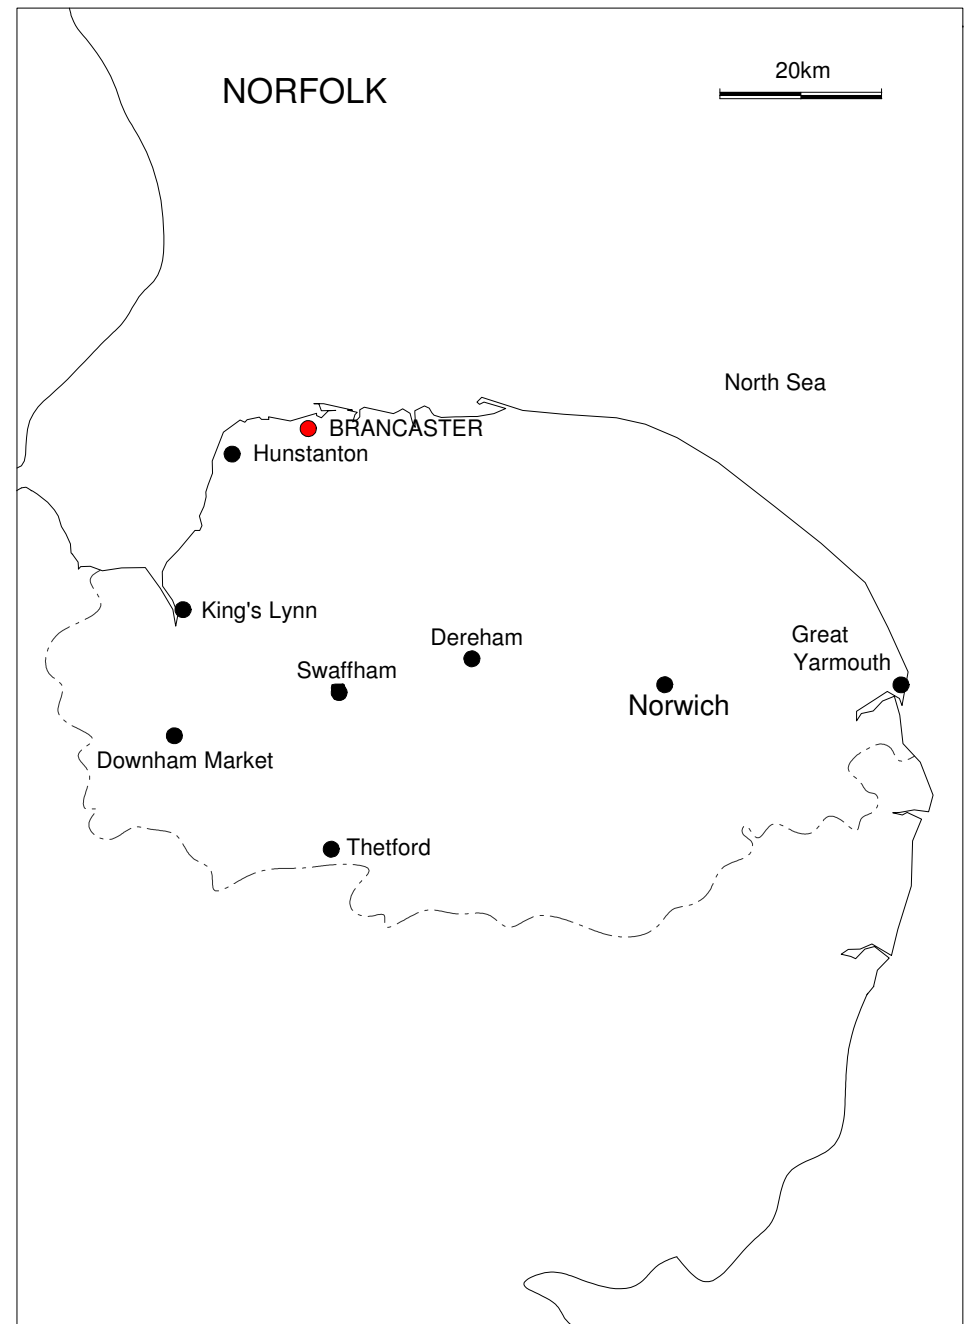 NORFOLK
20km
North Sea
BRANCASTER
Hunstanton
King's Lynn
Dereham
Great
Yarmouth
Swaffham
Norwich
Downham Market
Thetford